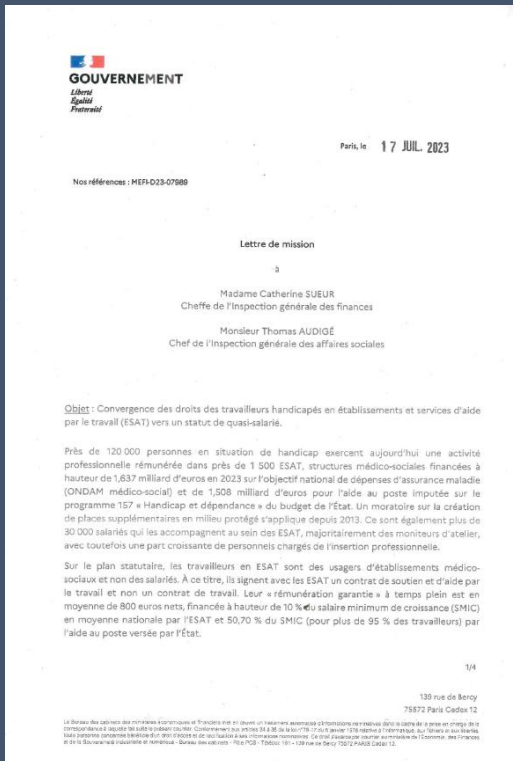 GOUVERNEMENT
Liberté
Égalité
Fraternité
Paris, le 17 JUIL. 2023
Nos références : MEFI-D23-07989
Lettre de mission
à
Madame Catherine SUEUR
Cheffe de l'Inspection générale des finances
Monsieur Thomas AUDIGÉ
Chef de l'Inspection générale des affaires sociales
Objet : Convergence des droits des travailleurs handicapés en établissements et services d'aide
par le travail (ESAT) vers un statut de quasi-salarié.
Près de 120 000 personnes en situation de handicap exercent aujourd'hui une activité
professionnelle rémunérée dans près de 1 500 ESAT, structures médico-sociales financées à
hauteur de 1,637 milliard d'euros en 2023 sur l'objectif national de dépenses d'assurance maladie
(ONDAM médico-social) et de 1,508 milliard d'euros pour l'aide au poste imputée sur le
programme 157 « Handicap et dépendance » du budget de l'État. Un moratoire sur la création
de places supplémentaires en milieu protégé s'applique depuis 2013. Ce sont également plus de
30 000 salariés qui les accompagnent au sein des ESAT, majoritairement des moniteurs d'atelier,
avec toutefois une part croissante de personnels chargés de l'insertion professionnelle.
Sur le plan statutaire, les travailleurs en ESAT sont des usagers d'établissements médico-
sociaux et non des salariés. À ce titre, ils signent avec les ESAT un contrat de soutien et d'aide par
le travail et non un contrat de travail. Leur « rémunération garantie » à temps plein est en
moyenne de 800 euros nets, financée à hauteur de 10 % du salaire minimum de croissance (SMIC)
en moyenne nationale par l'ESAT et 50,70 % du SMIC (pour plus de 95 % des travailleurs) par
l'aide au poste versée par l'État.
1/4
139 rue de Bercy
75572 Paris Cedex 12